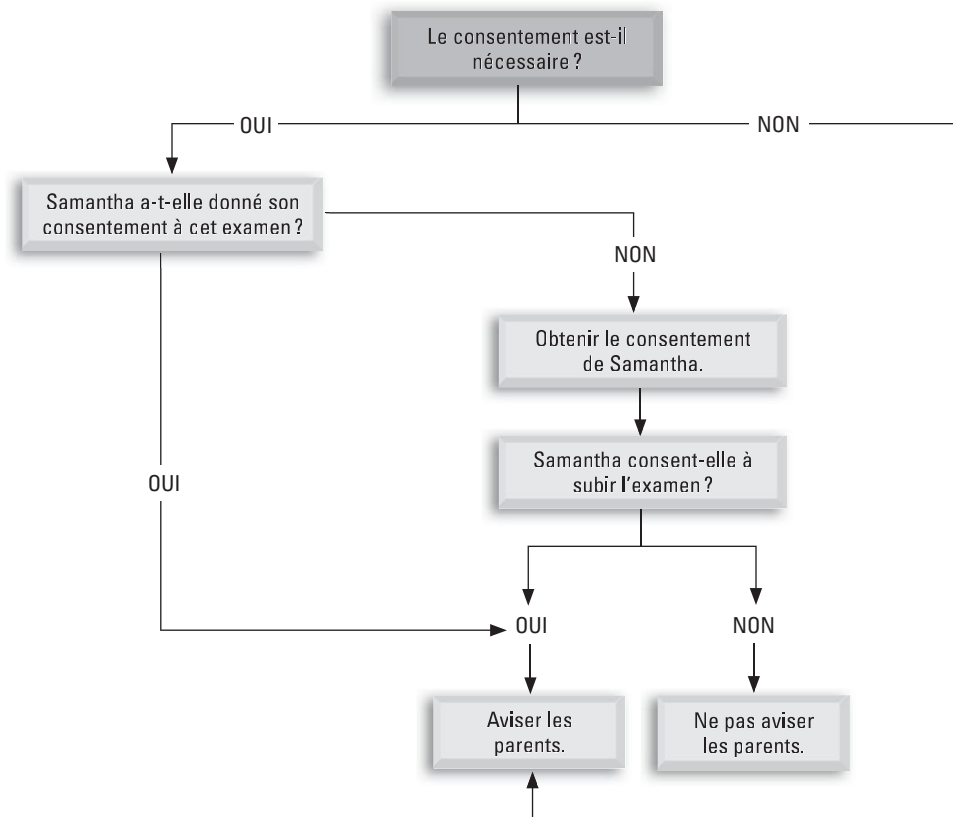 Le consentement est-il
nécessaire ?
OUI
NON
Samantha a-t-elle donné son
consentement à cet examen ?
NON
Obtenir le consentement
de Samantha.
Samantha consent-elle à
subir l'examen ?
OUI
OUI
NON
Aviser les
parents.
Ne pas aviser
les parents.